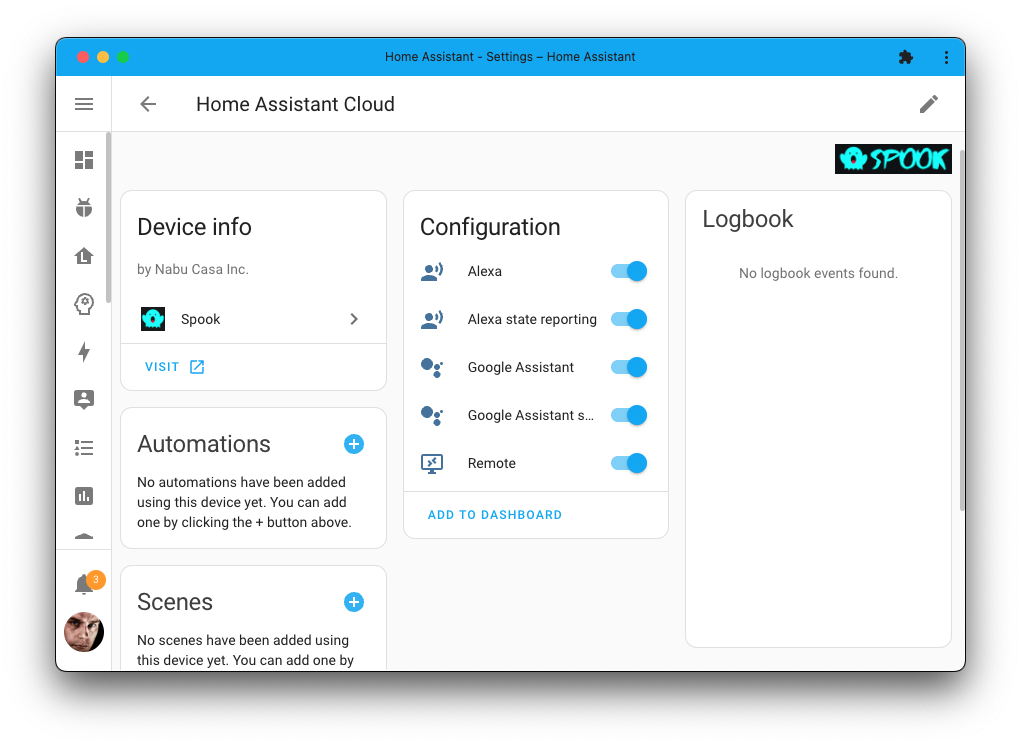 Home Assistant - Settings – Home Assistant
Home Assistant Cloud
SPOOK
Device info
by Nabu Casa Inc.
Spook
VISIT
Automations
No automations have been added
using this device yet. You can add
one by clicking the + button above.
Scenes
No scenes have been added using
this device yet. You can add one by
Configuration
Alexa
Alexa state reporting
Google Assistant
Google Assistant s...
Remote
ADD TO DASHBOARD
Logbook
No logbook events found.
3